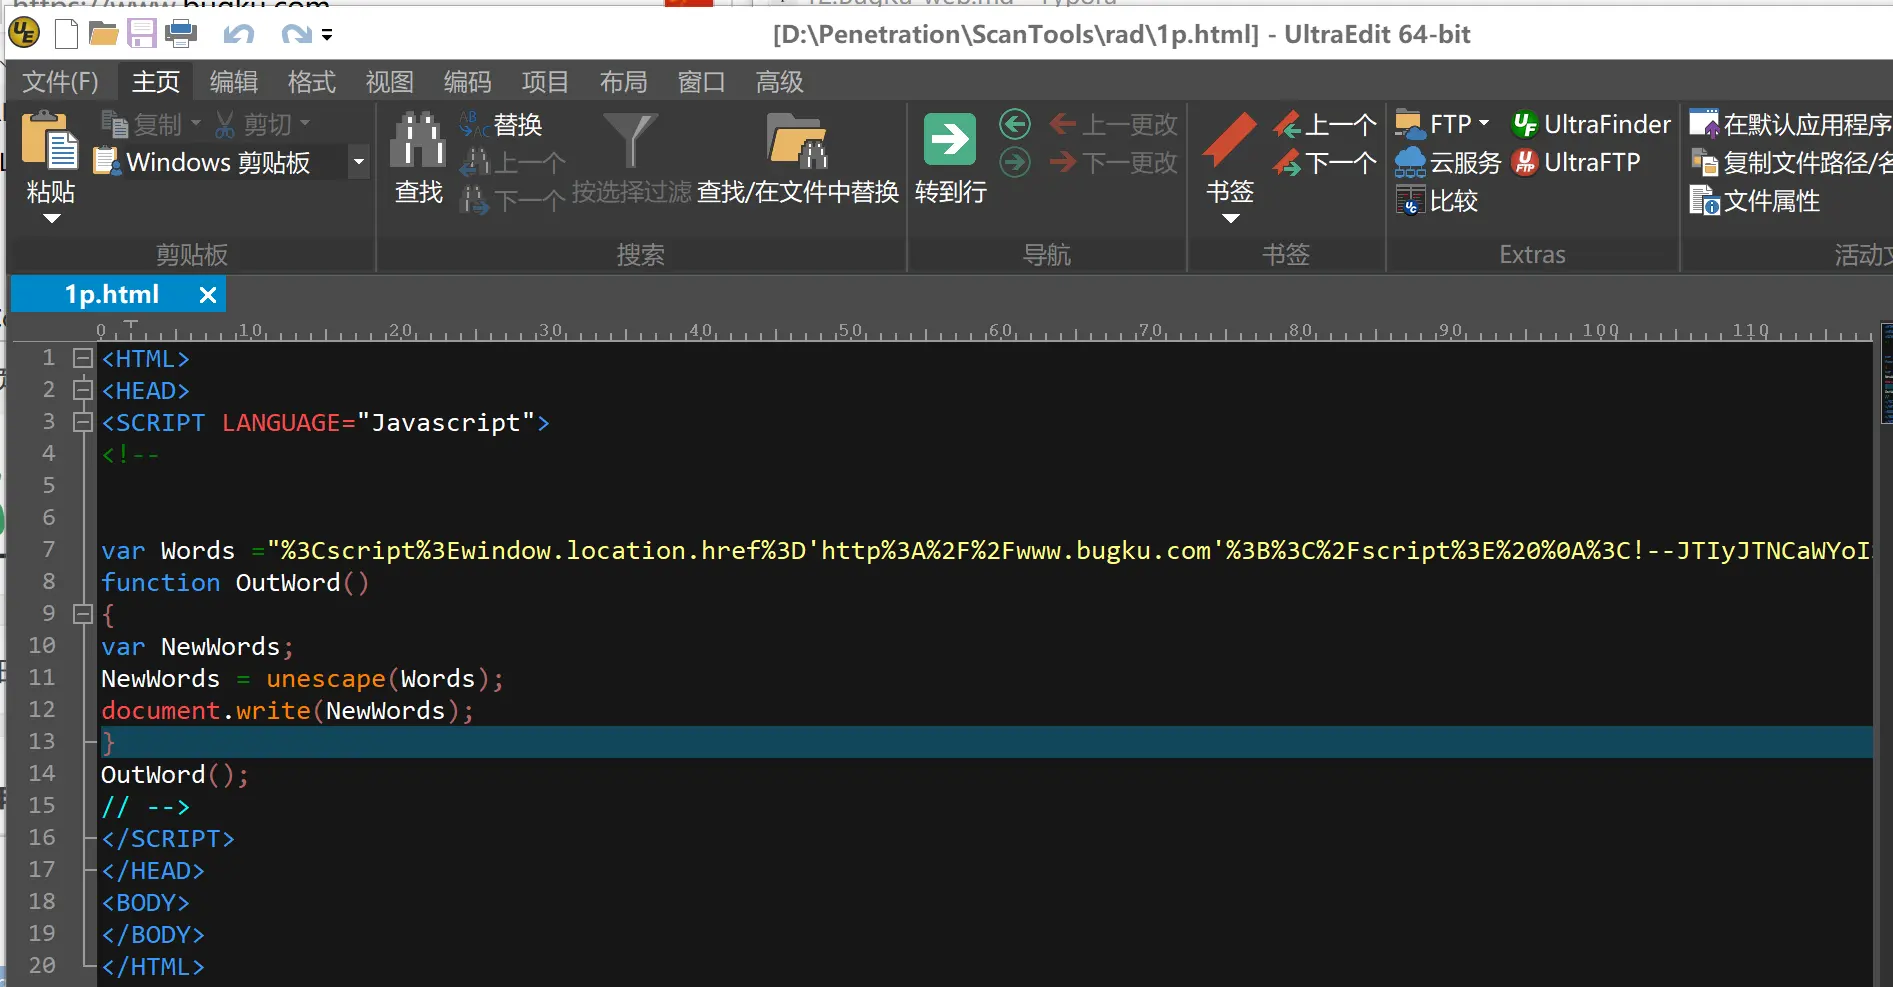 https://www.bugku.com
[D:\Penetration\ScanTools\rad\1p.html] - UltraEdit 64-bit
文件(F) 主页 编辑 格式 视图 编码 项目 布局 窗口 高级
复制 剪切 替换 上一更改 上一个 FTP UltraFinder 在默认应用程序
Windows 剪贴板 上一个 下一更改 下一个 云服务 UltraFTP 复制文件路径/名
粘贴 查找 下一个 按选择过滤 查找/在文件中替换 转到行 书签 比较 文件属性
剪贴板 搜索 导航 书签 Extras 活动文
1p.html
0 10 20 30 40 50 60 70 80 90 100 110
1 <HTML>
2 <HEAD>
3 <SCRIPT LANGUAGE="Javascript">
4 <!--
5
6
7 var Words ="%3Cscript%3Ewindow.location.href%3D'http%3A%2F%2Fwww.bugku.com'%3B%3C%2Fscript%3E%20%0A%3C!--JTIyJTNCaWYoI
8 function OutWord()
9 {
10 var NewWords;
11 NewWords = unescape(Words);
12 document.write(NewWords);
13 }
14 OutWord();
15 // -->
16 </SCRIPT>
17 </HEAD>
18 <BODY>
19 </BODY>
20 </HTML>